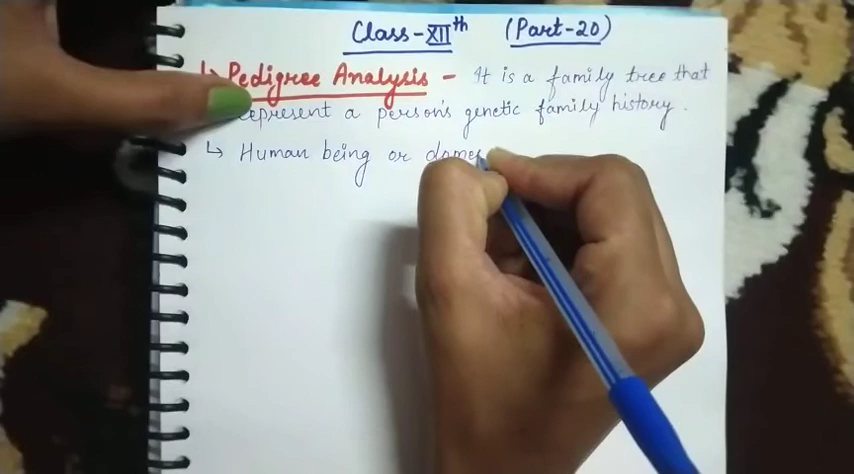 Class-XIIth (Part-20)
↳ Pedigree Analysis - It is a family tree that
represent a person's genetic family history.
↳ Human being or domes